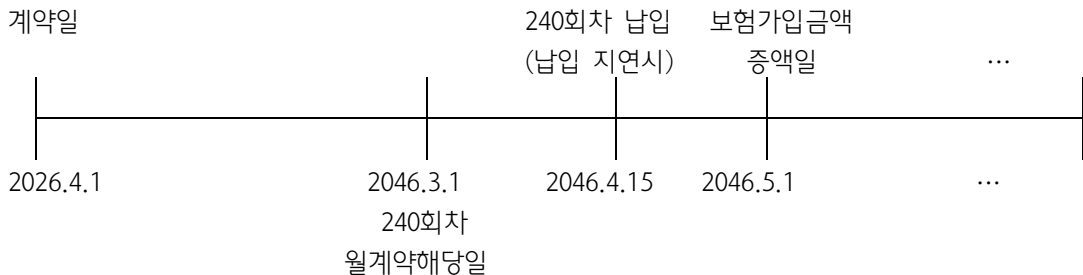 계약일 240회차 납입 보험가입금액
(납입 지연시) 증액일 …
2026.4.1 2046.3.1 2046.4.15 2046.5.1 …
240회차
월계약해당일